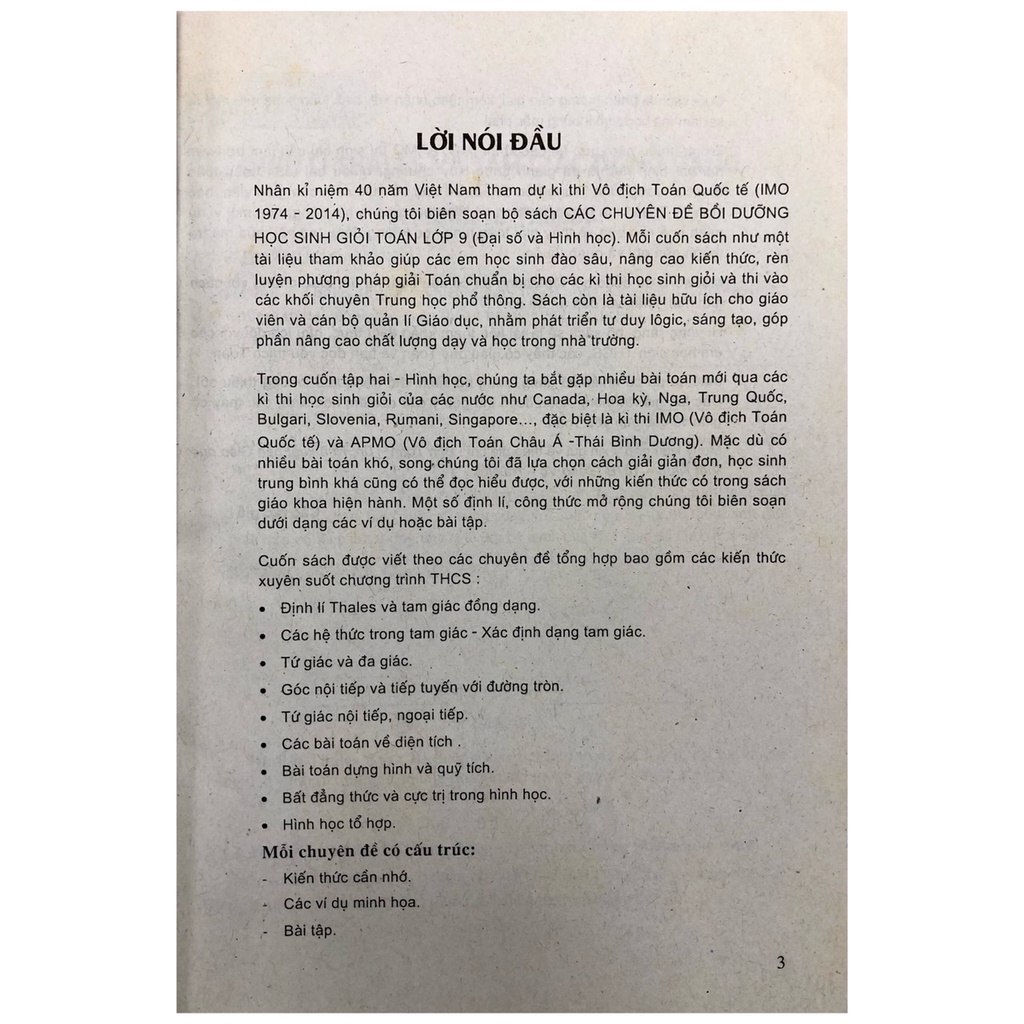 LỜI NÓI ĐẦU
Nhân kỉ niệm 40 năm Việt Nam tham dự kì thi Vô địch Toán Quốc tế (IMO
1974 - 2014), chúng tôi biên soạn bộ sách CÁC CHUYÊN ĐỀ BỒI DƯỠNG
HỌC SINH GIỎI TOÁN LỚP 9 (Đại số và Hình học). Mỗi cuốn sách như một
tài liệu tham khảo giúp các em học sinh đào sâu, nâng cao kiến thức, rèn
luyện phương pháp giải Toán chuẩn bị cho các kì thi học sinh giỏi và thi vào
các khối chuyên Trung học phổ thông. Sách còn là tài liệu hữu ích cho giáo
viên và cán bộ quản lí Giáo dục, nhằm phát triển tư duy lôgic, sáng tạo, góp
phần nâng cao chất lượng dạy và học trong nhà trường.
Trong cuốn tập hai - Hình học, chúng ta bắt gặp nhiều bài toán mới qua các
kì thi học sinh giỏi của các nước như Canada, Hoa kỳ, Nga, Trung Quốc,
Bulgari, Slovenia, Rumani, Singapore..., đặc biệt là kì thi IMO (Vô địch Toán
Quốc tế) và APMO (Vô địch Toán Châu Á -Thái Bình Dương). Mặc dù có
nhiều bài toán khó, song chúng tôi đã lựa chọn cách giải giản đơn, học sinh
trung bình khá cũng có thể đọc hiểu được, với những kiến thức có trong sách
giáo khoa hiện hành. Một số định lí, công thức mở rộng chúng tôi biên soạn
dưới dạng các ví dụ hoặc bài tập.
Cuốn sách được viết theo các chuyên đề tổng hợp bao gồm các kiến thức
xuyên suốt chương trình THCS :
• Định lí Thales và tam giác đồng dạng.
• Các hệ thức trong tam giác - Xác định dạng tam giác.
• Tứ giác và đa giác.
• Góc nội tiếp và tiếp tuyến với đường tròn.
• Tứ giác nội tiếp, ngoại tiếp.
• Các bài toán về diện tích .
• Bài toán dựng hình và quỹ tích.
• Bất đẳng thức và cực trị trong hình học.
• Hình học tổ hợp.
Mỗi chuyên đề có cấu trúc:
- Kiến thức cần nhớ.
- Các ví dụ minh họa.
- Bài tập.
3